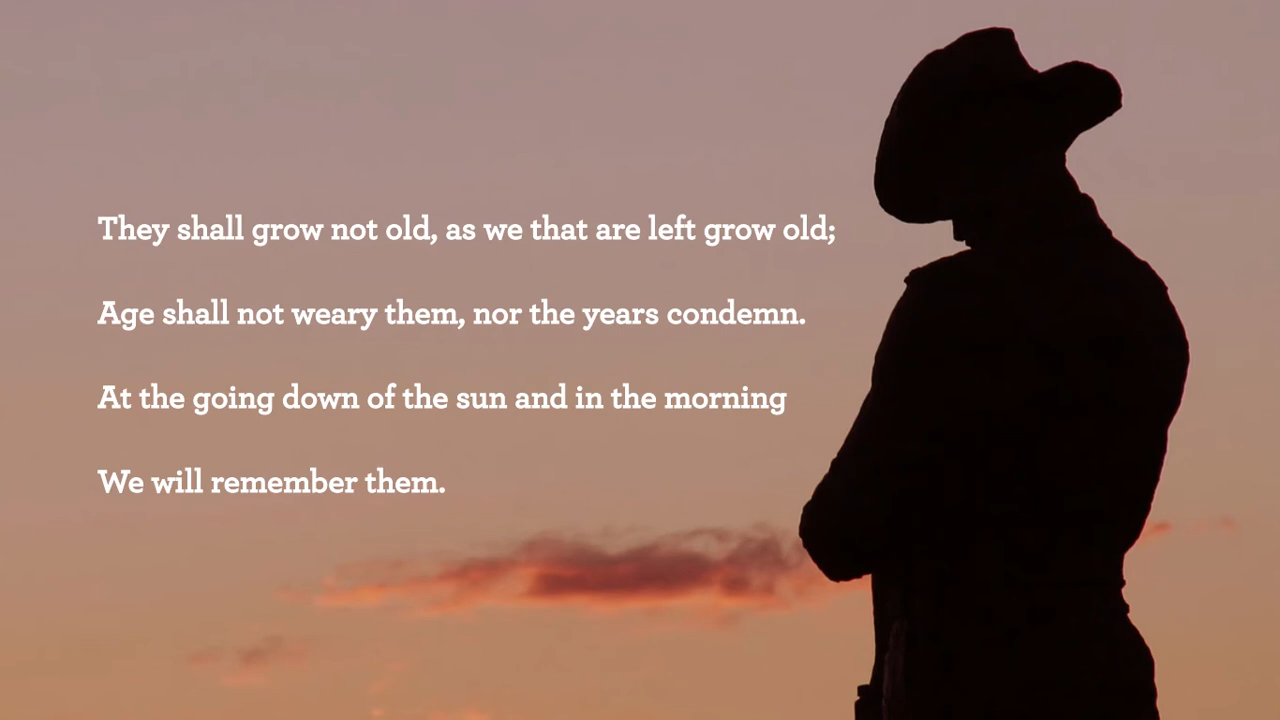 They shall grow not old, as we that are left grow old;
Age shall not weary them, nor the years condemn.
At the going down of the sun and in the morning
We will remember them.